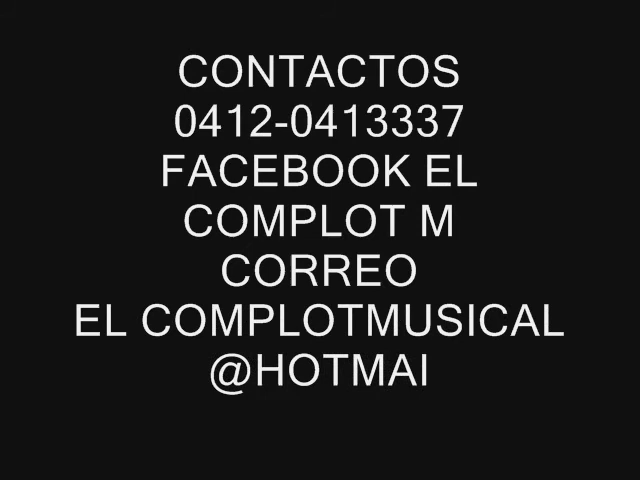 CONTACTOS
0412-0413337
FACEBOOK EL
COMPLOT M
CORREO
EL COMPLOTMUSICAL
@HOTMAI